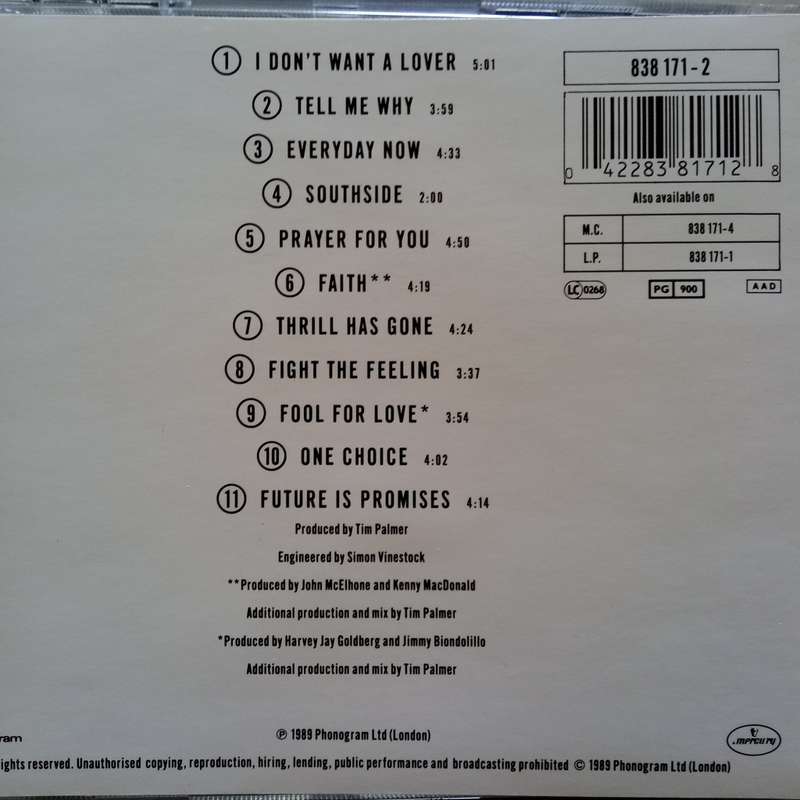 1 I DON'T WANT A LOVER 5:01
2 TELL ME WHY 3:59
3 EVERYDAY NOW 4:33
4 SOUTHSIDE 2:00
5 PRAYER FOR YOU 4:50
6 FAITH** 4:19
7 THRILL HAS GONE 4:24
8 FIGHT THE FEELING 3:37
9 FOOL FOR LOVE* 3:54
10 ONE CHOICE 4:02
11 FUTURE IS PROMISES 4:14
Produced by Tim Palmer
Engineered by Simon Vinestock
**Produced by John McElhone and Kenny MacDonald
Additional production and mix by Tim Palmer
*Produced by Harvey Jay Goldberg and Jimmy Biondolillo
Additional production and mix by Tim Palmer
838 171-2
0 42283 81712 8
Also available on
M.C. 838 171-4
L.P. 838 171-1
LC 0268 PG 900 AAD
ram
℗ 1989 Phonogram Ltd (London)
mercury
ights reserved. Unauthorised copying, reproduction, hiring, lending, public performance and broadcasting prohibited © 1989 Phonogram Ltd (London)